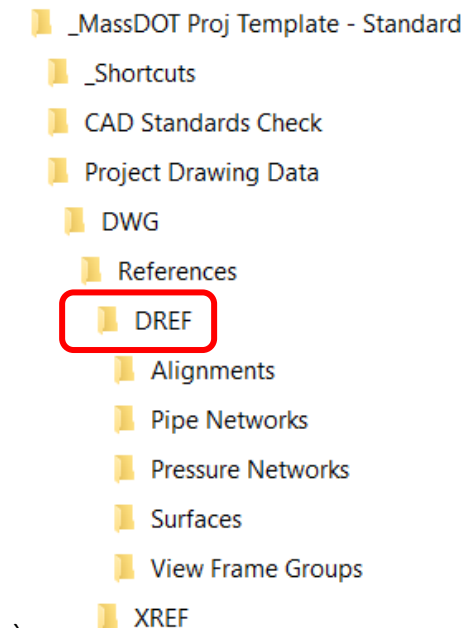 _MassDOT Proj Template - Standard
_Shortcuts
CAD Standards Check
Project Drawing Data
DWG
References
DREF
Alignments
Pipe Networks
Pressure Networks
Surfaces
View Frame Groups
XREF